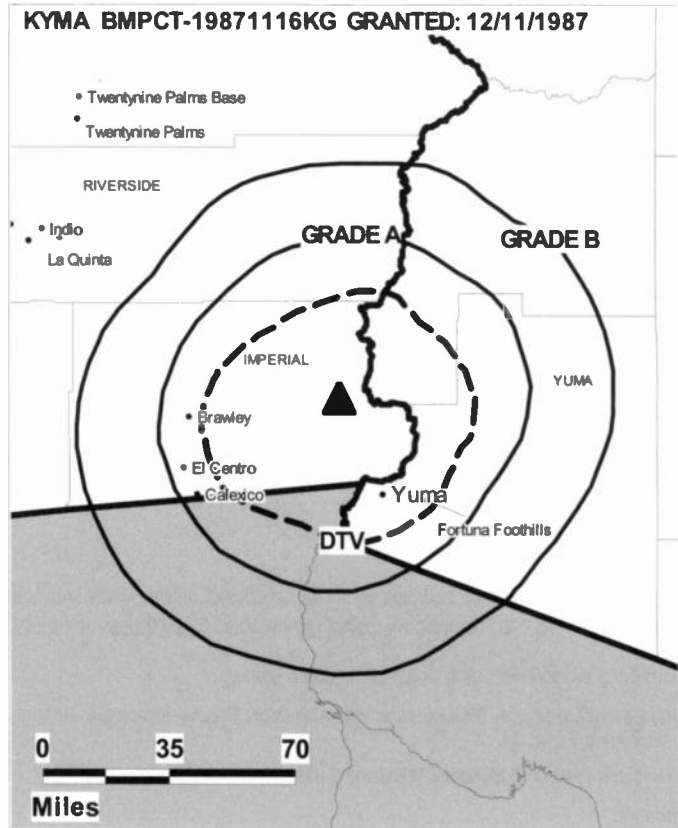 KYMA BMPCT-19871116KG GRANTED: 12/11/1987
Twentynine Palms Base
Twentynine Palms
RIVERSIDE
Indio
La Quinta
GRADE A
GRADE B
IMPERIAL
YUMA
Brawley
El Centro
Calexico
Yuma
Fortuna Foothills
DTV
0 35 70
Miles